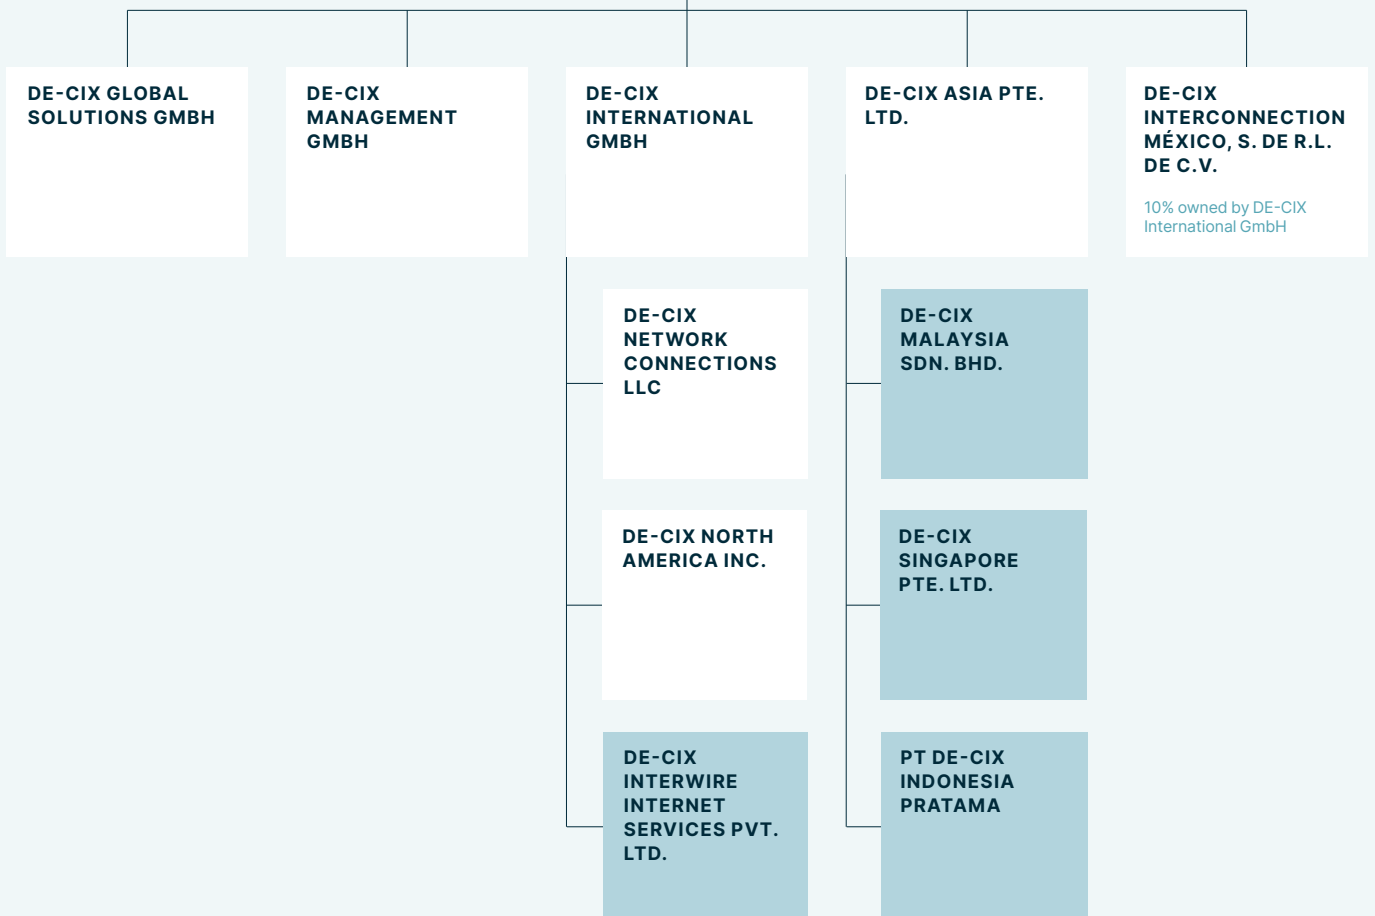 DE-CIX GLOBAL
SOLUTIONS GMBH
DE-CIX
MANAGEMENT
GMBH
DE-CIX
INTERNATIONAL
GMBH
DE-CIX ASIA PTE.
LTD.
DE-CIX
INTERCONNECTION
MÉXICO, S. DE R.L.
DE C.V.
10% owned by DE-CIX
International GmbH
DE-CIX
NETWORK
CONNECTIONS
LLC
DE-CIX
MALAYSIA
SDN. BHD.
DE-CIX NORTH
AMERICA INC.
DE-CIX
SINGAPORE
PTE. LTD.
DE-CIX
INTERWIRE
INTERNET
SERVICES PVT.
LTD.
PT DE-CIX
INDONESIA
PRATAMA